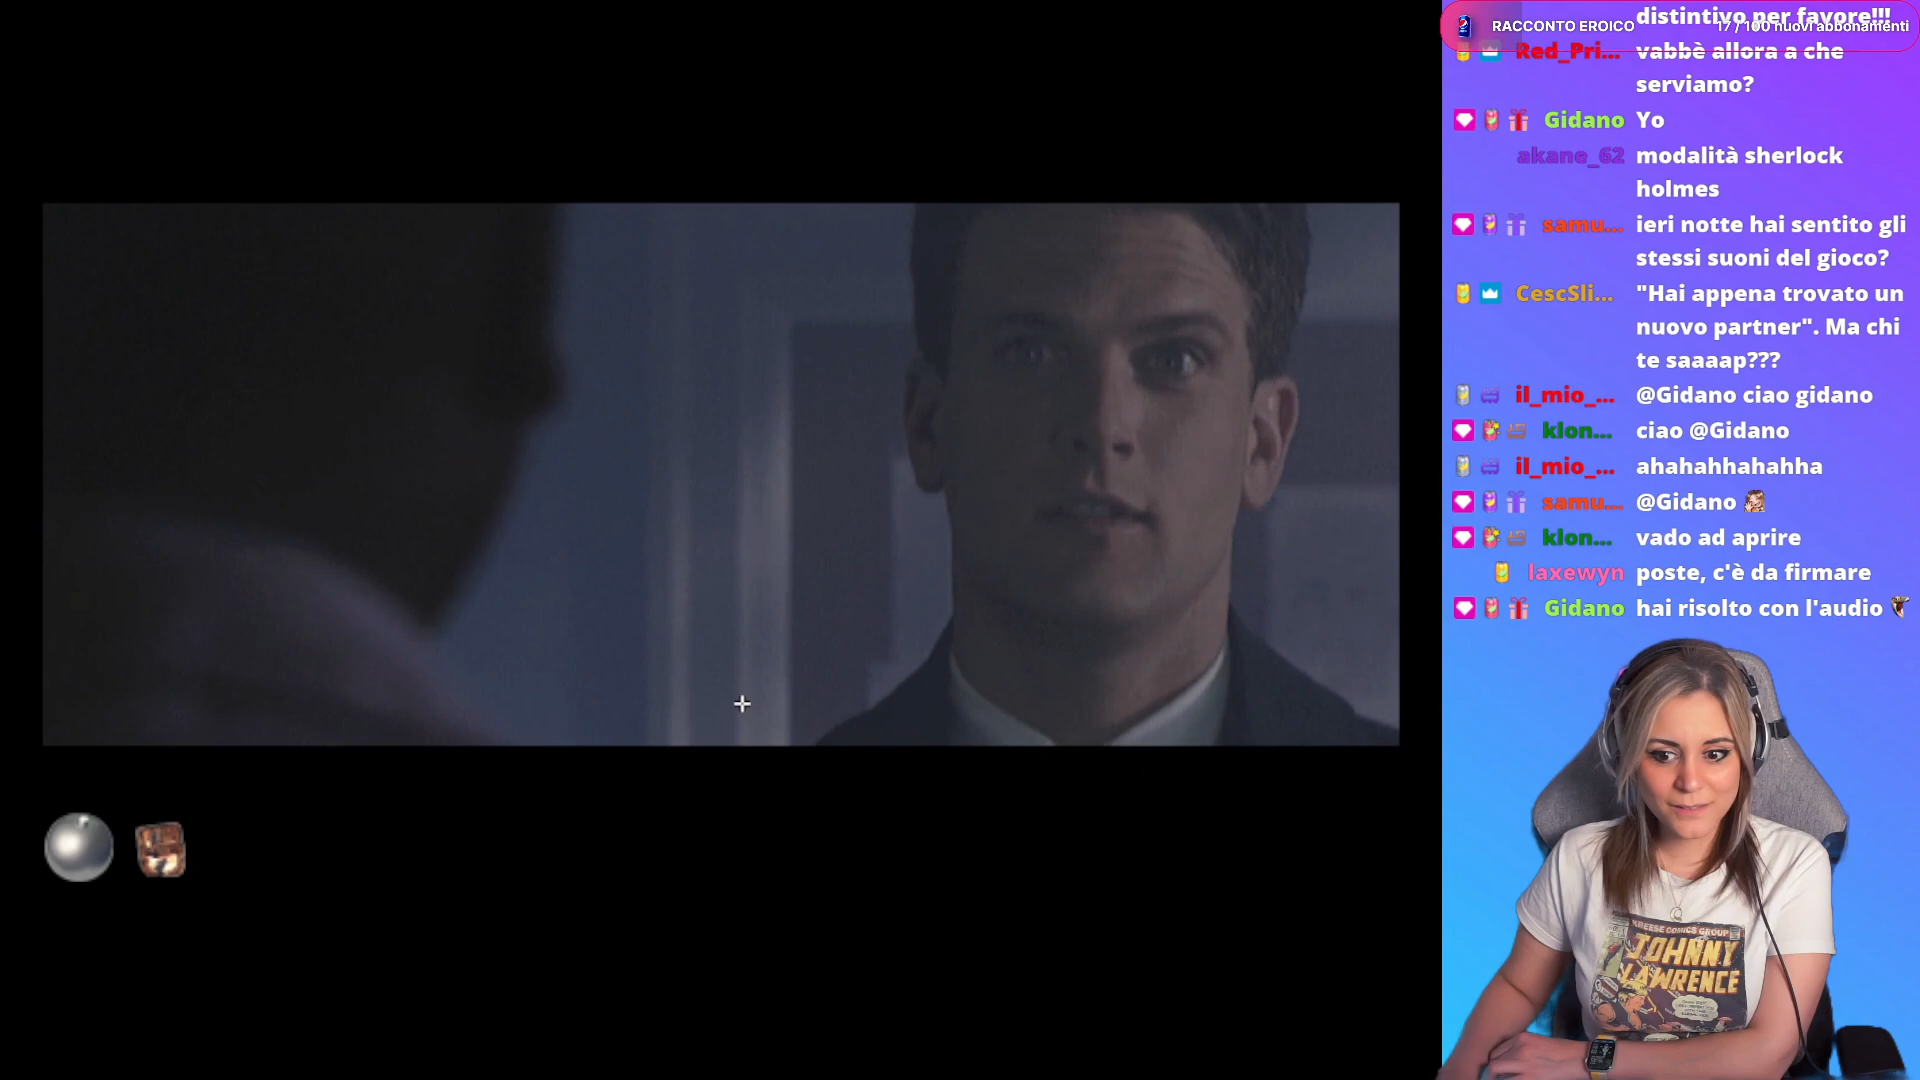 distintivo per favore!!!
RACCONTO EROICO 17 / 100 nuovi abbonamenti
Red_Pri... vabbè allora a che
serviamo?
Gidano Yo
akane_62 modalità sherlock
holmes
samu... ieri notte hai sentito gli
stessi suoni del gioco?
CescSli... "Hai appena trovato un
nuovo partner". Ma chi
te saaaap???
il_mio_... @Gidano ciao gidano
klon... ciao @Gidano
il_mio_... ahahahhahahha
samu... @Gidano
klon... vado ad aprire
laxewyn poste, c'è da firmare
Gidano hai risolto con l'audio
KREESE COMICS GROUP
JOHNNY
LAWRENCE